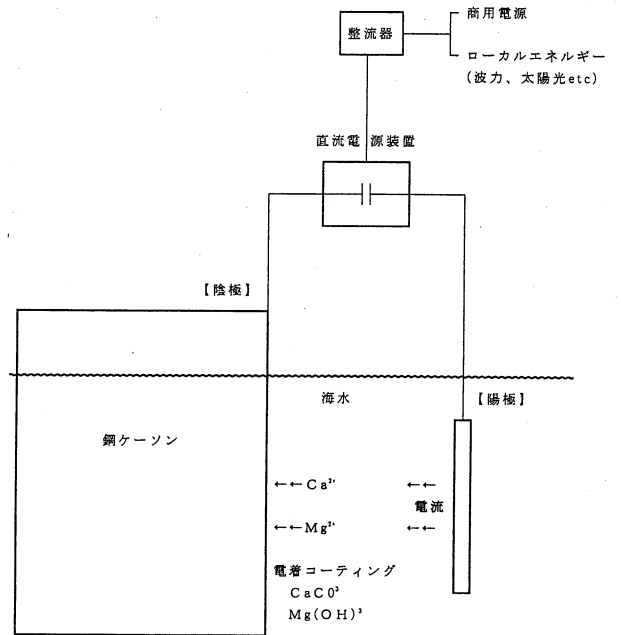 商用電源
整流器
ローカルエネルギー
(波力、太陽光etc)
直流電源装置
【陰極】
海水
【陽極】
鋼ケーソン
←←Ca²⁺ ←←
電流
←←Mg²⁺ ←←
電着コーティング
CaCO³
Mg(OH)³